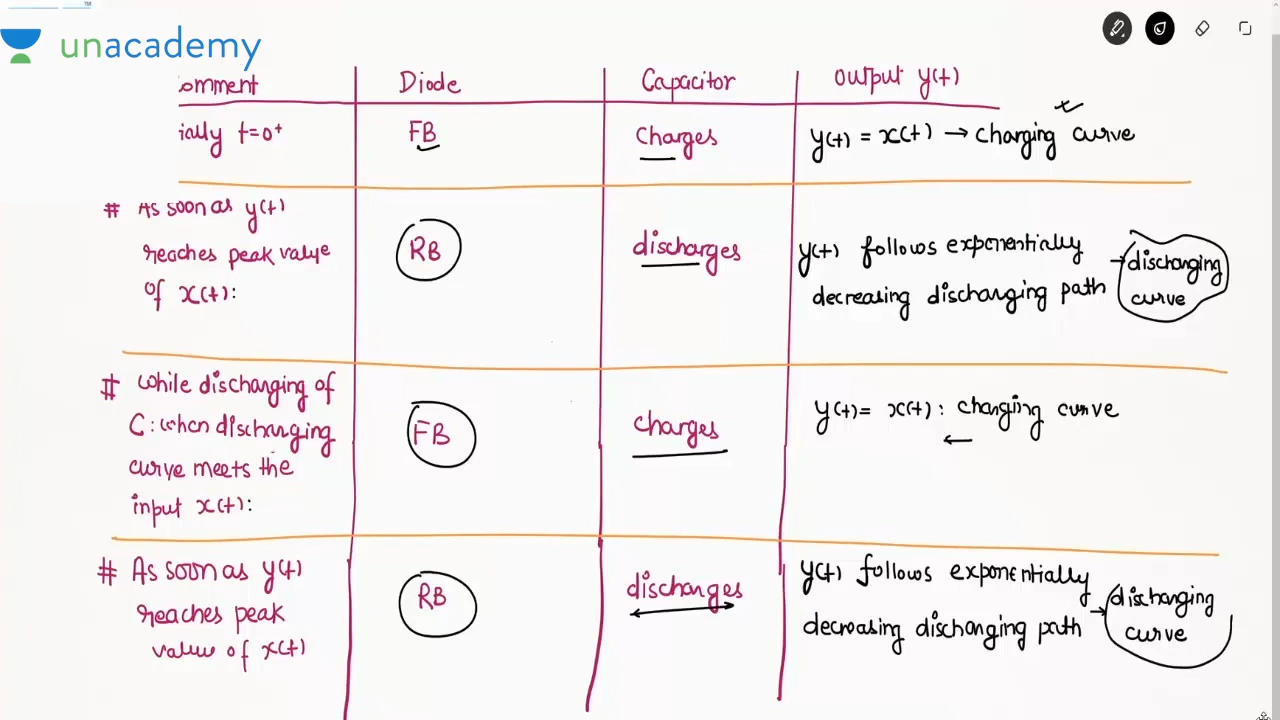 unacademy
omment Diode Capacitor output y(t)
ially t=0+ FB charges y(t) = x(t) → charging curve
# As soon as y(t)
reaches peak value
of x(t):
RB
discharges
y(t) follows exponentially
decreasing discharging path
→ discharging
curve
# while discharging of
C: when discharging
curve meets the
input x(t):
FB
charges
y(t) = x(t) : charging curve
# As soon as y(t)
reaches peak
value of x(t)
RB
discharges
y(t) follows exponentially
decreasing discharging path
→ discharging
curve